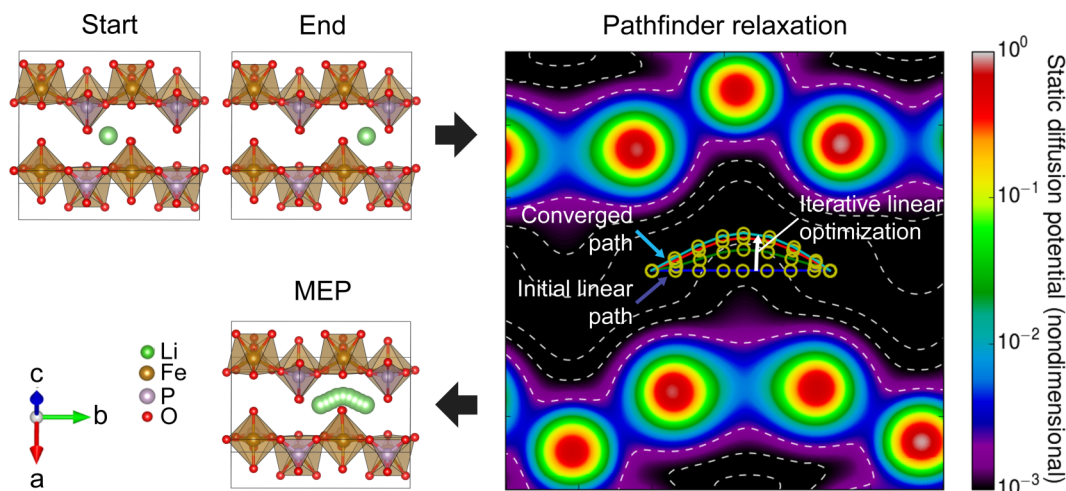 Start
End
Pathfinder relaxation
Converged
path
Initial linear
path
Iterative linear
optimization
10⁰
10⁻¹
10⁻²
10⁻³
Static diffusion potential (nondimensional)
MEP
Li
Fe
P
O
c
b
a